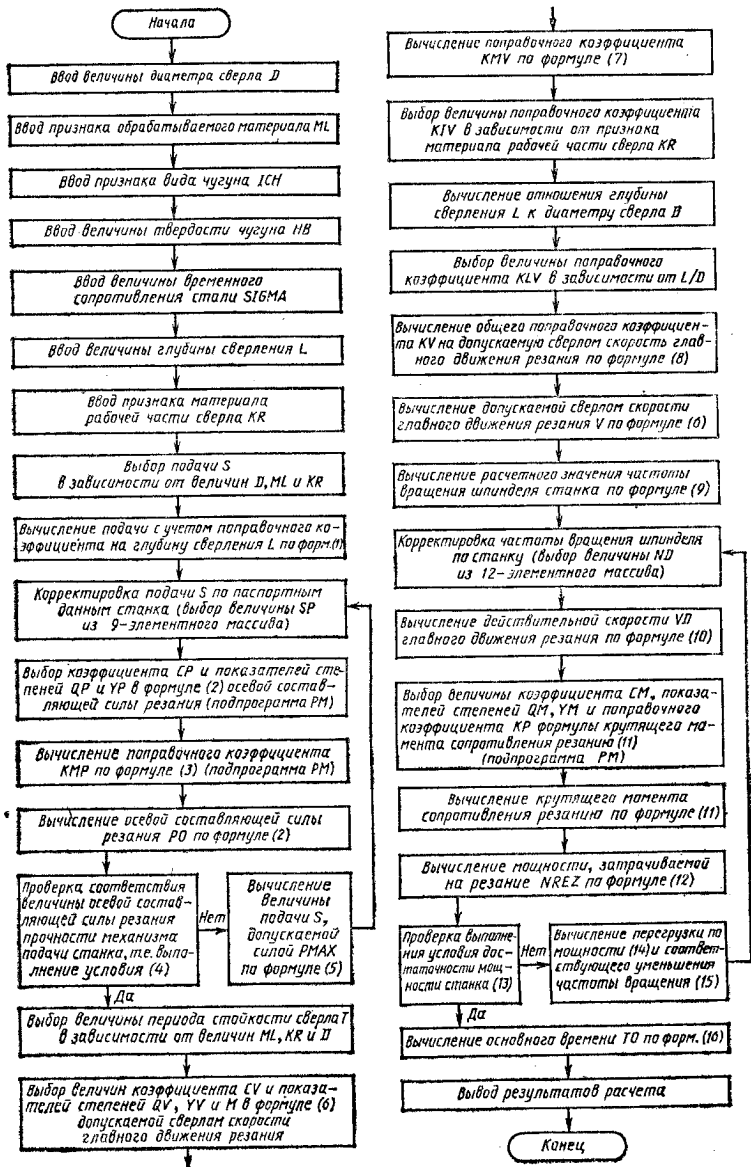 Начала
Ввод величины диаметра сверла D
Ввод признака обрабатываемого материала ML
Ввод признака вида чугуна ICH
Ввод величины твердости чугуна HB
Ввод величины временного
сопротивления стали SIGMA
Ввод величины глубины сверления L
Ввод признака материала
рабочей части сверла KR
Выбор подачи S
в зависимости от величин D, ML и KR
Вычисление подачи с учетом поправочного ко-
эффициента на глубину сверления L по форм.(1)
Корректировка подачи S по паспортным
данным станка (выбор величины SP
из 9-элементного массива)
Выбор коэффициента CP и показателей сте-
пеней QP и YP в формуле (2) осевой состав-
ляющей силы резания (подпрограмма PM)
Вычисление поправочного коэффициента
KMP по формуле (3) (подпрограмма PM)
Вычисление осевой составляющей силы
резания PO по формуле (2)
Проверка соответствия
величины осевой состав-
ляющей силы резания
прочности механизма
подачи станка, т.е. выпол-
нение условия (4)
Нет
Вычисление
величины
подачи S,
допускаемой
силой PMAX
по формуле (5)
Да
Выбор величины периода стойкости сверла T
в зависимости от величин ML, KR и D
Выбор величин коэффициента CV и показа-
телей степеней QV, YV и M в формуле (6)
допускаемой сверлам скорости
главного движения резания
Вычисление поправочного коэффициента
KMV по формуле (7)
Выбор величины поправочного коэффициента
KIV в зависимости от признака
материала рабочей части сверла KR
Вычисление отношения глубины
сверления L к диаметру сверла D
Выбор величины поправочного
коэффициента KLV в зависимости от L/D
Вычисление общего поправочного коэффициен-
та KV на допускаемую сверлом скорость глав-
ного движения резания по формуле (8)
Вычисление допускаемой сверлом скорости
главного движения резания V по формуле (6)
Вычисление расчетного значения частоты
вращения шпинделя станка по формуле (9)
Корректировка частоты вращения шпинделя
по станку (выбор величины ND
из 12-элементного массива)
Вычисление действительной скорости VD
главного движения резания по формуле (10)
Выбор величины коэффициента CM, показа-
телей степеней QM, YM и поправочного
коэффициента KP формулы крутящего мо-
мента сопротивления резанию (11)
(подпрограмма PM)
Вычисление крутящего момента
сопротивления резанию по формуле (11)
Вычисление мощности, затрачиваемой
на резание NREZ по формуле (12)
Проверка выполне-
ния условия дос-
таточности мощ-
ности станка (13)
Нет
Вычисление перегрузки по
мощности (14) и соответ-
ствующего уменьшения
частоты вращения (15)
Да
Вычисление основного времени TO по форм. (16)
Вывод результатов расчета
Конец